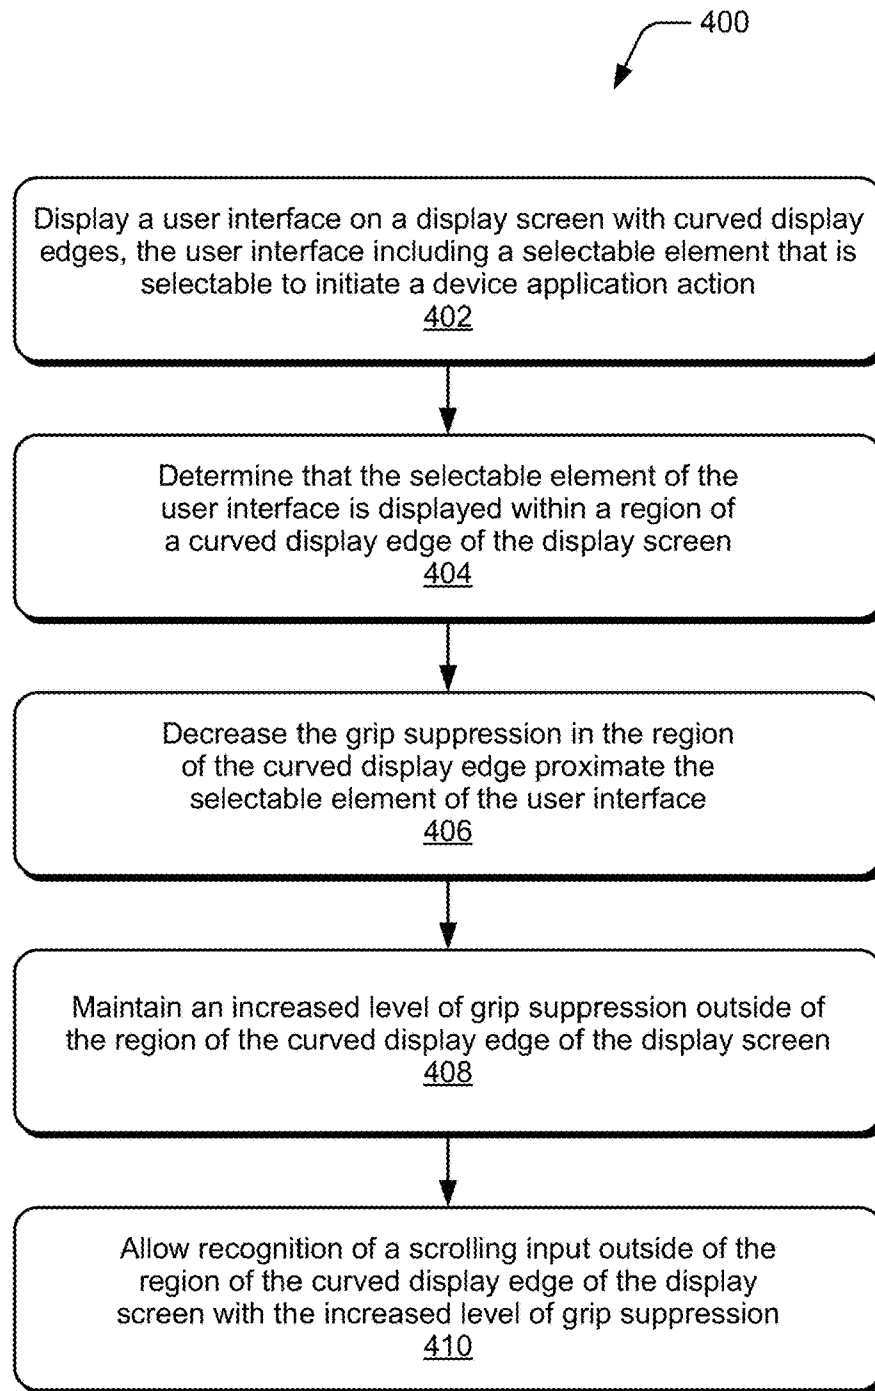 400
Display a user interface on a display screen with curved display
edges, the user interface including a selectable element that is
selectable to initiate a device application action
402
Determine that the selectable element of the
user interface is displayed within a region of
a curved display edge of the display screen
404
Decrease the grip suppression in the region
of the curved display edge proximate the
selectable element of the user interface
406
Maintain an increased level of grip suppression outside of
the region of the curved display edge of the display screen
408
Allow recognition of a scrolling input outside of the
region of the curved display edge of the display
screen with the increased level of grip suppression
410